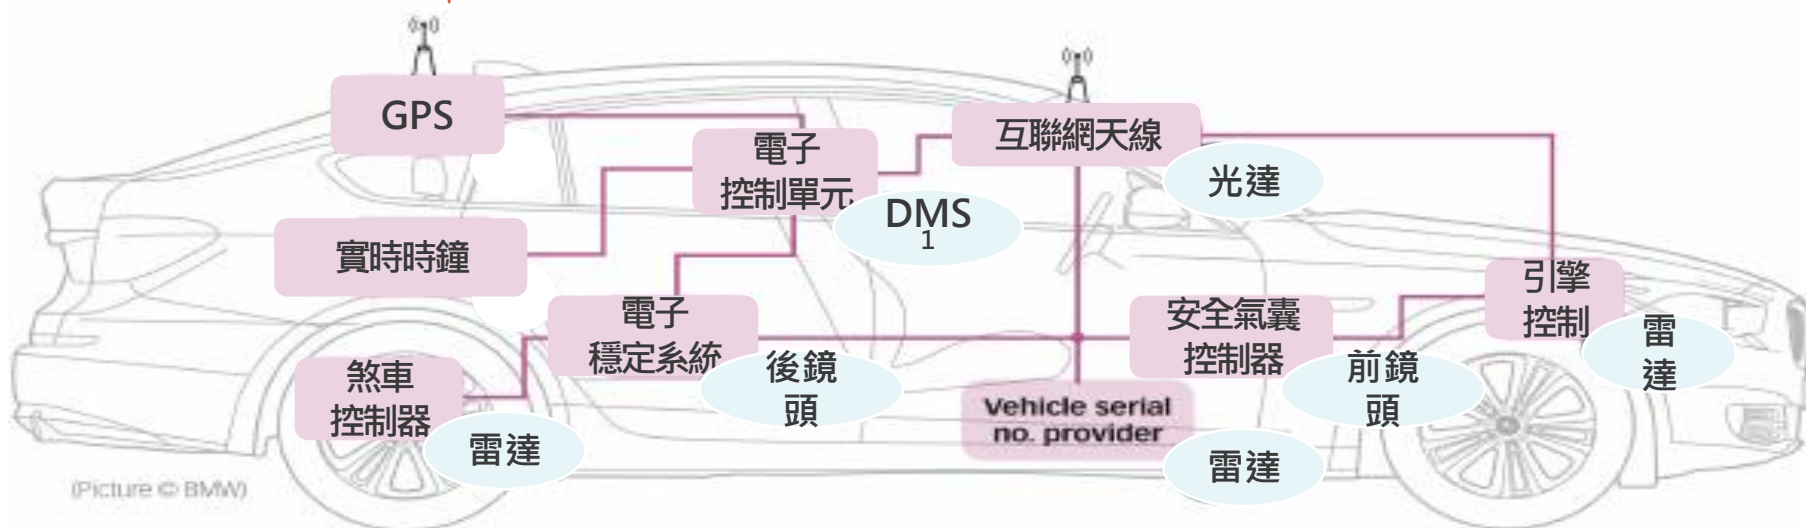 GPS
電子
控制單元
互聯網天線
光達
DMS
1
實時時鐘
電子
穩定系統
後鏡
頭
安全氣囊
控制器
前鏡
頭
引擎
控制
雷
達
煞車
控制器
雷達
Vehicle serial
no. provider
雷達
(Picture © BMW)